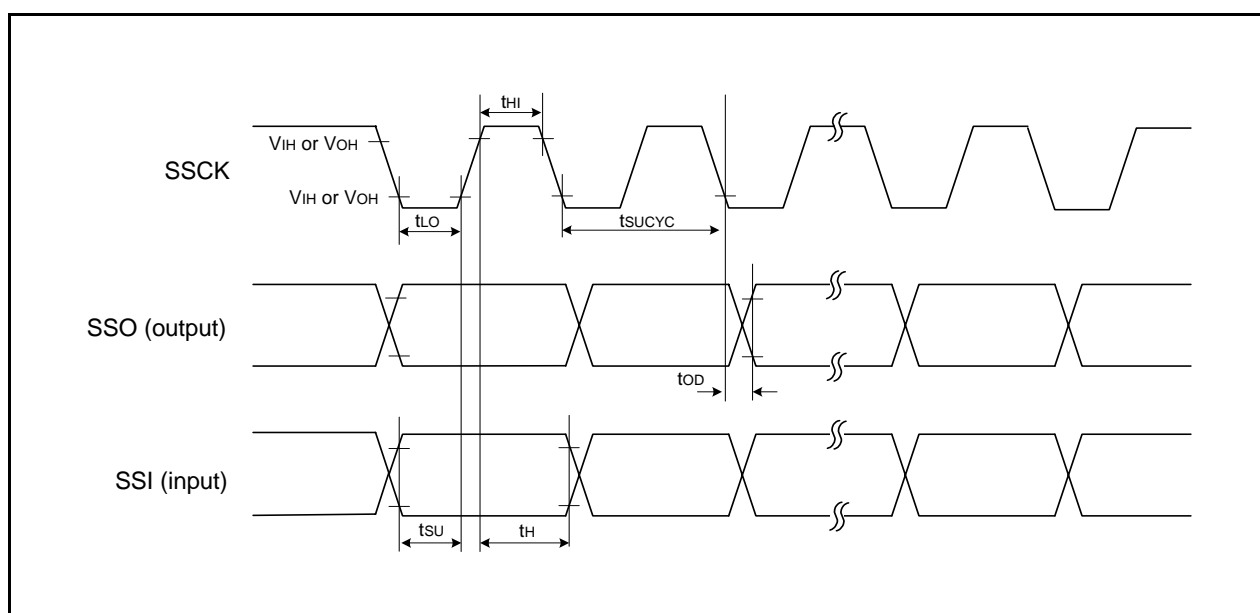 tHI
VIH or VOH
SSCK
VIH or VOH
tLO
tSUCYC
SSO (output)
tOD
SSI (input)
tSU
tH